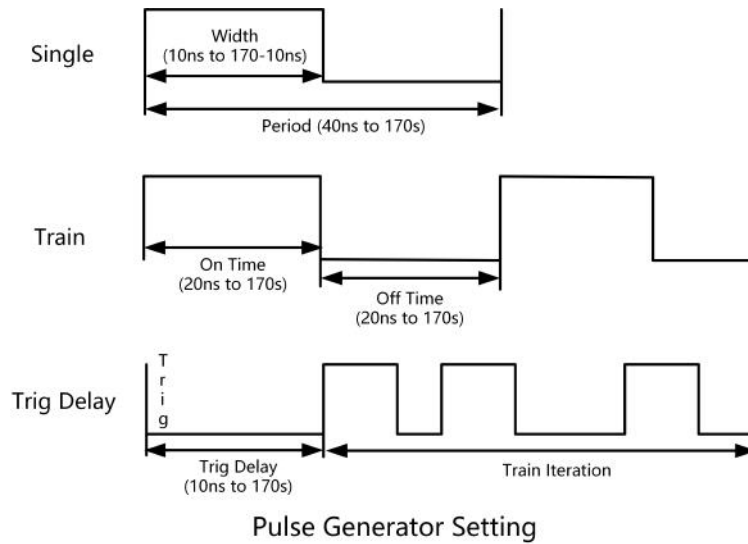 Single
Width
(10ns to 170-10ns)
Period (40ns to 170s)
Train
On Time
(20ns to 170s)
Off Time
(20ns to 170s)
Trig Delay
T
r
i
g
Trig Delay
(10ns to 170s)
Train Iteration
Pulse Generator Setting